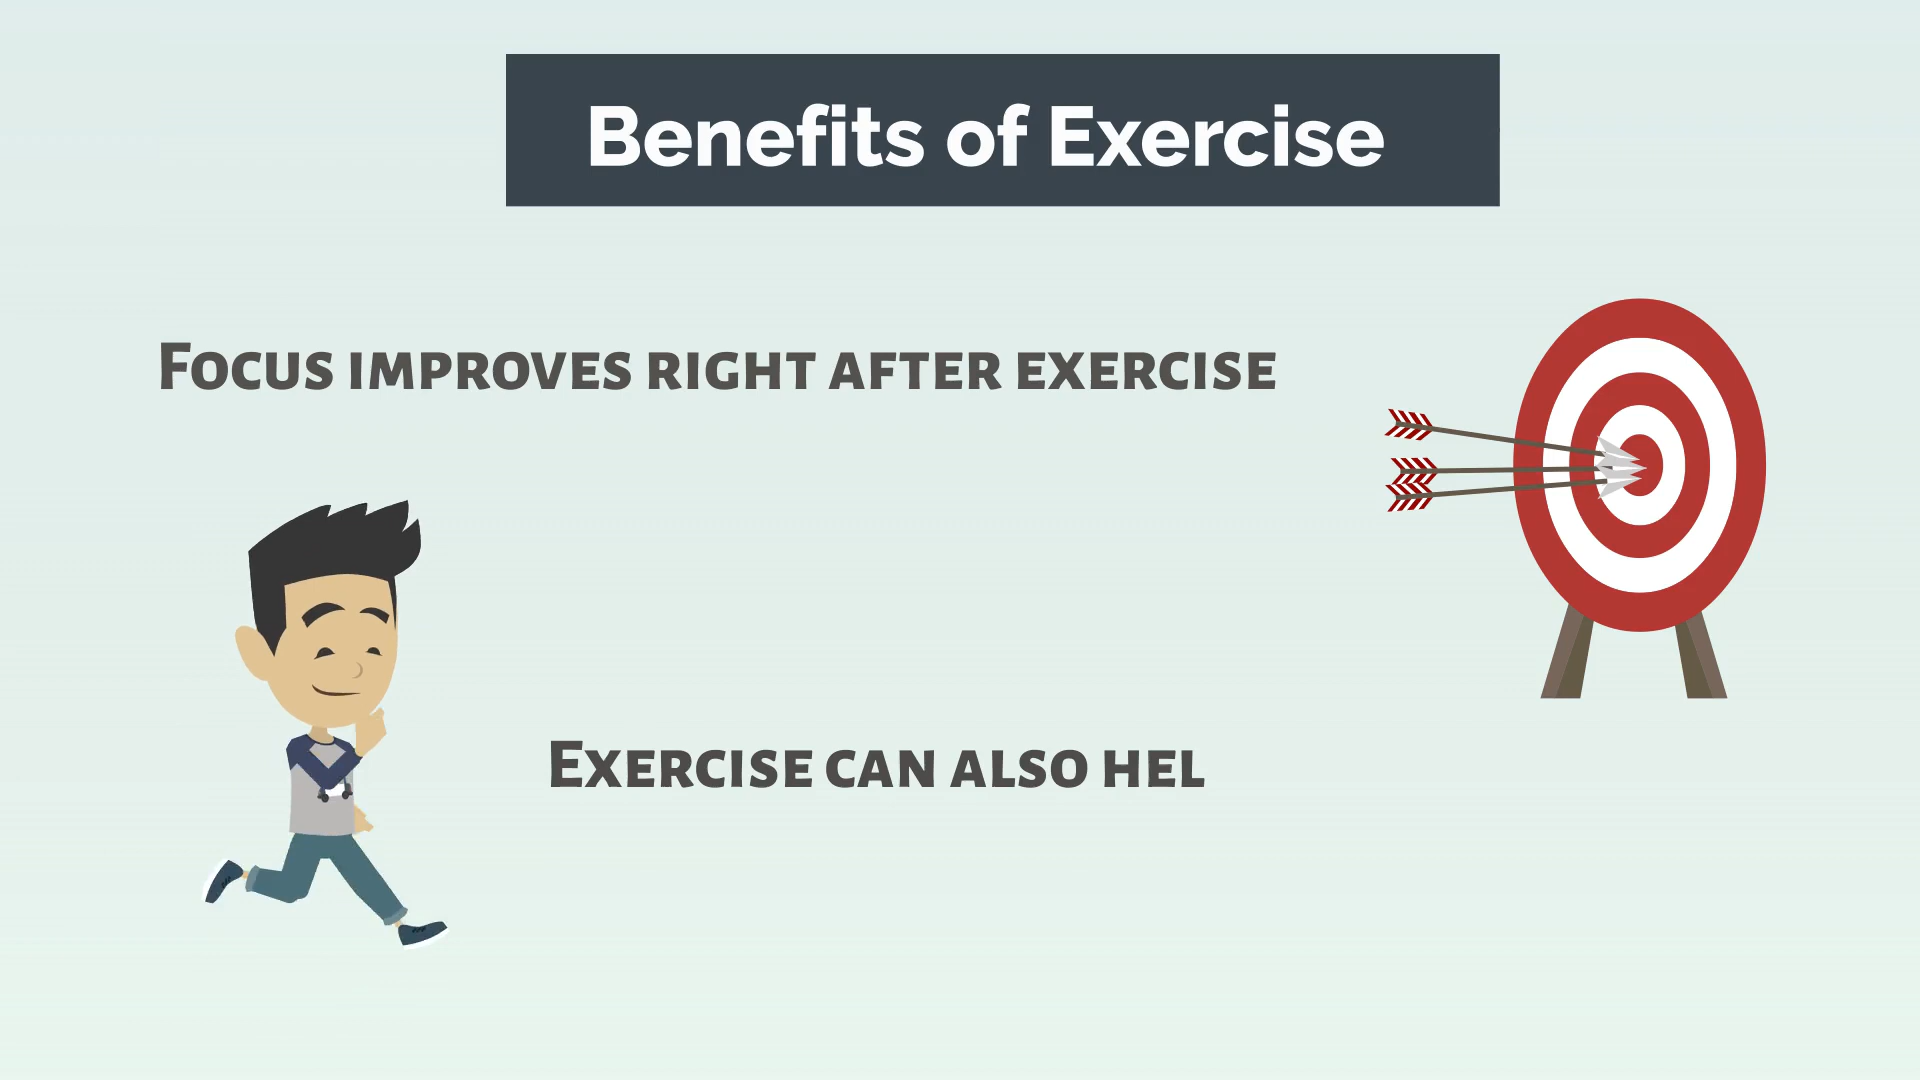 Benefits of Exercise
Focus improves right after exercise
Exercise can also hel